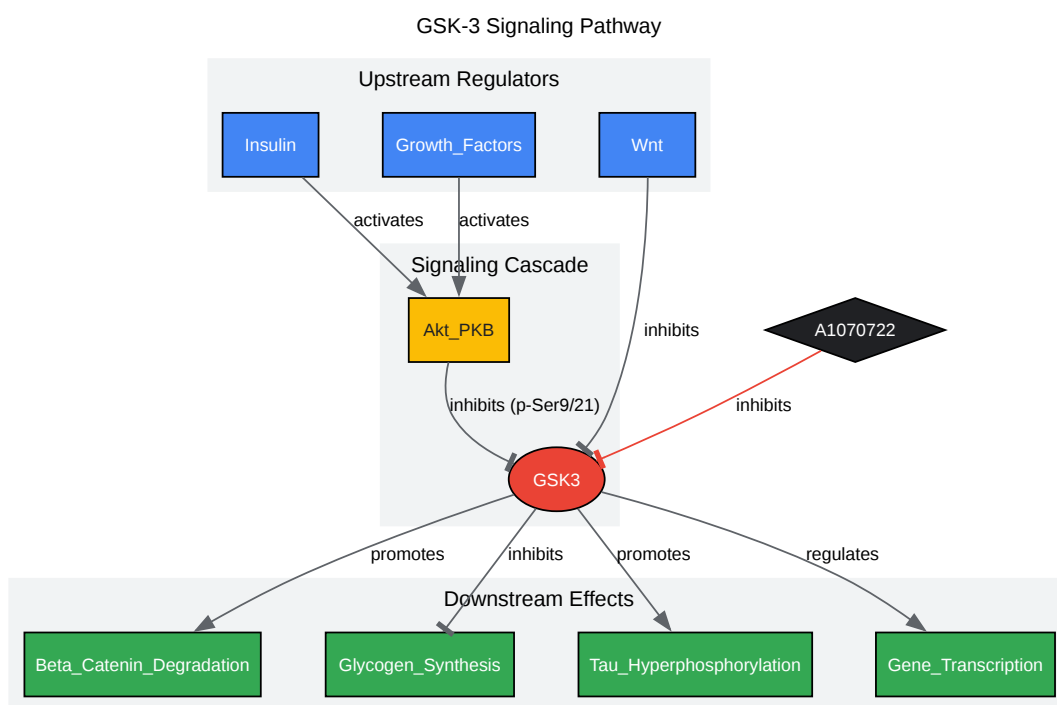 GSK-3 Signaling Pathway
Upstream Regulators
Insulin
Growth_Factors
Wnt
activates
activates
Signaling Cascade
Akt_PKB
inhibits
A1070722
inhibits (p-Ser9/21)
inhibits
GSK3
promotes
inhibits
promotes
regulates
Downstream Effects
Beta_Catenin_Degradation
Glycogen_Synthesis
Tau_Hyperphosphorylation
Gene_Transcription